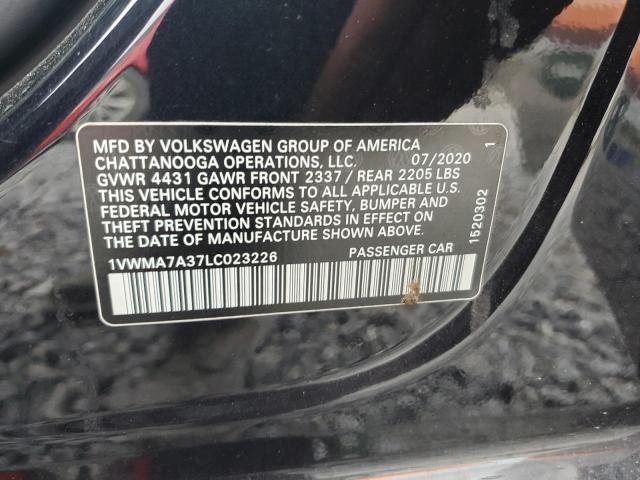 MFD BY VOLKSWAGEN GROUP OF AMERICA
CHATTANOOGA OPERATIONS, LLC. 07/2020
GVWR 4431 GAWR FRONT 2337 / REAR 2205 LBS
THIS VEHICLE CONFORMS TO ALL APPLICABLE U.S.
FEDERAL MOTOR VEHICLE SAFETY, BUMPER AND
THEFT PREVENTION STANDARDS IN EFFECT ON
THE DATE OF MANUFACTURE SHOWN ABOVE.
1VWMA7A37LC023226 PASSENGER CAR
1520302 1